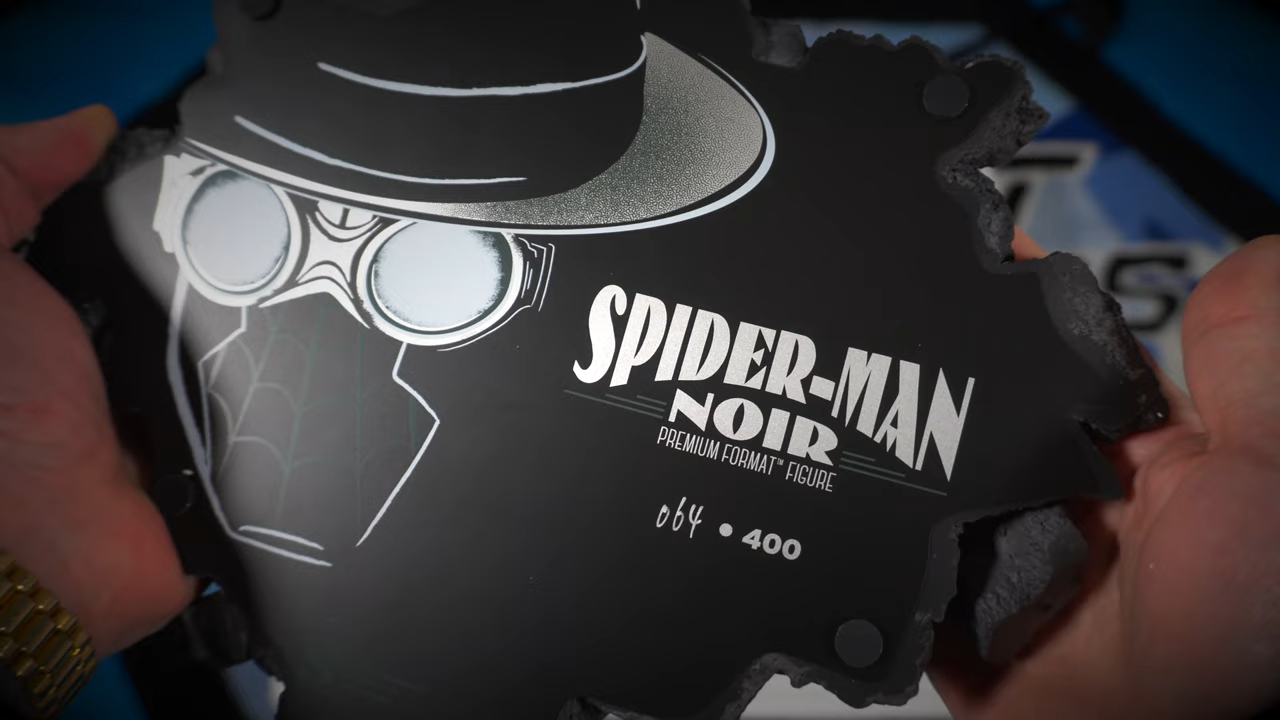 SPIDER-MAN
NOIR
PREMIUM FORMAT™ FIGURE
064 • 400